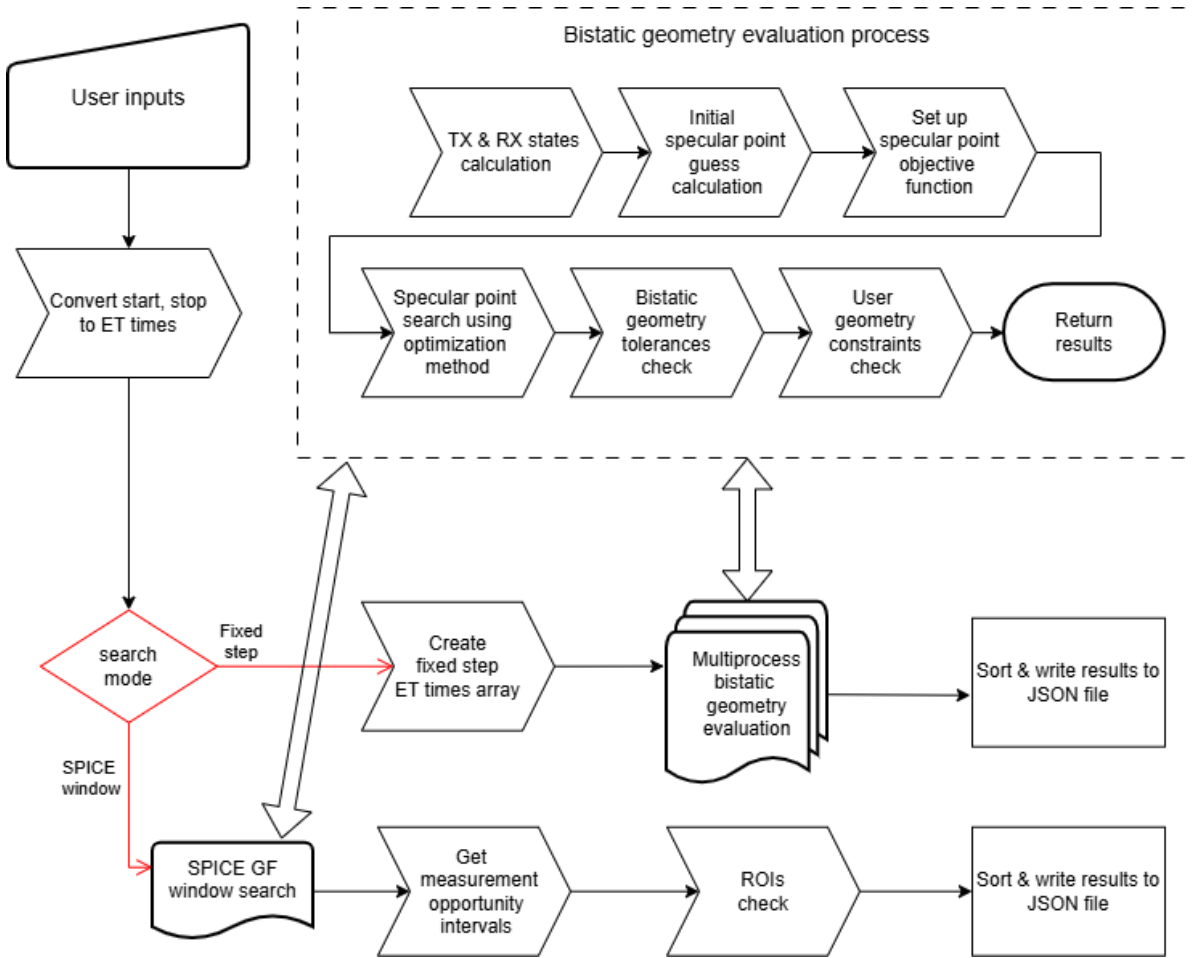 Bistatic geometry evaluation process
User inputs
TX & RX states
calculation
Initial
specular point
guess
calculation
Set up
specular point
objective
function
Convert start, stop
to ET times
Specular point
search using
optimization
method
Bistatic
geometry
tolerances
check
User
geometry
constraints
check
Return
results
search
mode
Fixed
step
Create
fixed step
ET times array
Multiprocess
bistatic
geometry
evaluation
Sort & write results to
JSON file
SPICE
window
SPICE GF
window search
Get
measurement
opportunity
intervals
ROIs
check
Sort & write results to
JSON file